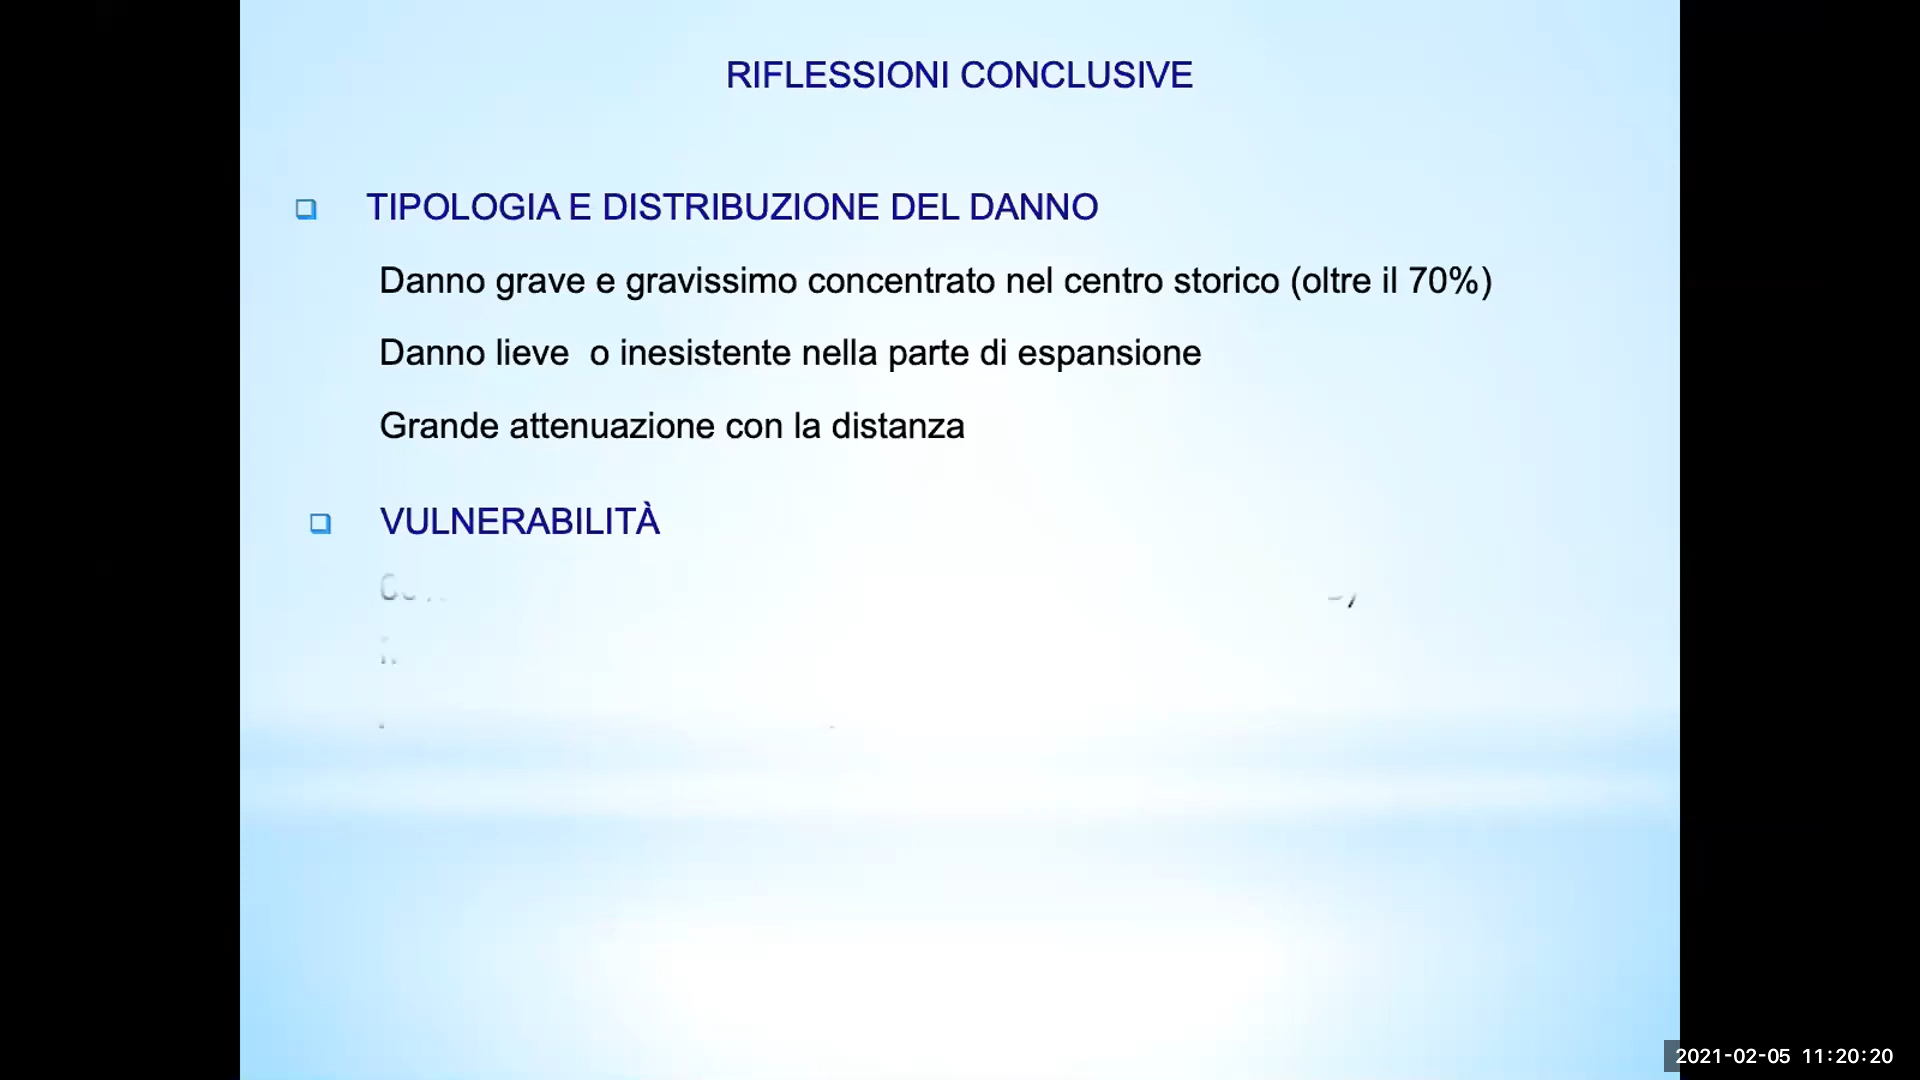 RIFLESSIONI CONCLUSIVE
TIPOLOGIA E DISTRIBUZIONE DEL DANNO
Danno grave e gravissimo concentrato nel centro storico (oltre il 70%)
Danno lieve o inesistente nella parte di espansione
Grande attenuazione con la distanza
VULNERABILITÀ
2021-02-05 11:20:20